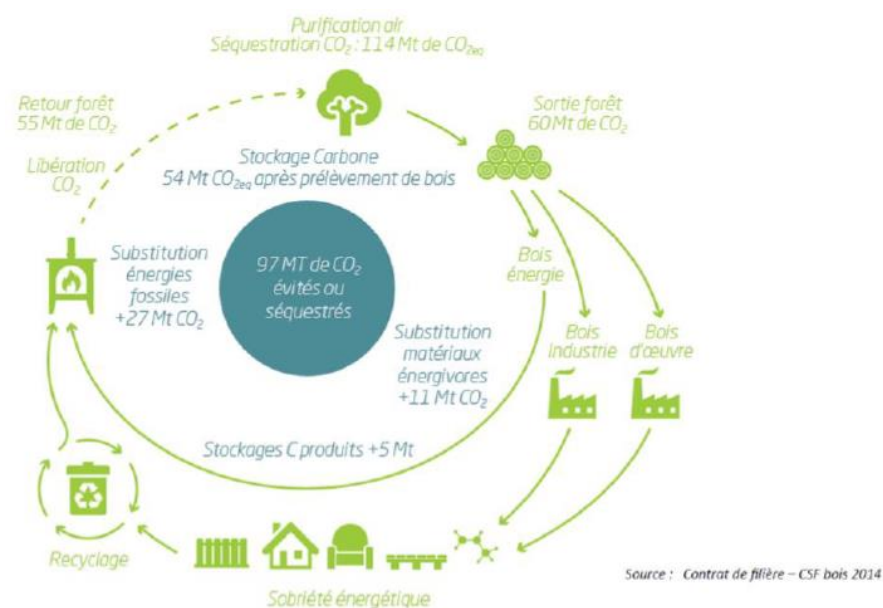 Purification air
Séquestration CO₂ : 114 Mt de CO₂ₑq
Retour forêt
55 Mt de CO₂
Sortie forêt
60 Mt de CO₂
Libération
CO₂
Stockage Carbone
54 Mt CO₂ₑq après prélèvement de bois
Substitution
énergies
fossiles
+27 Mt CO₂
97 MT de CO₂
évités ou
séquestrés
Bois
énergie
Substitution
matériaux
énergivores
+11 Mt CO₂
Bois
Industrie
Bois
d'œuvre
Stockages C produits +5 Mt
Recyclage
Sobriété énergétique
Source : Contrat de filière – CSF bois 2014